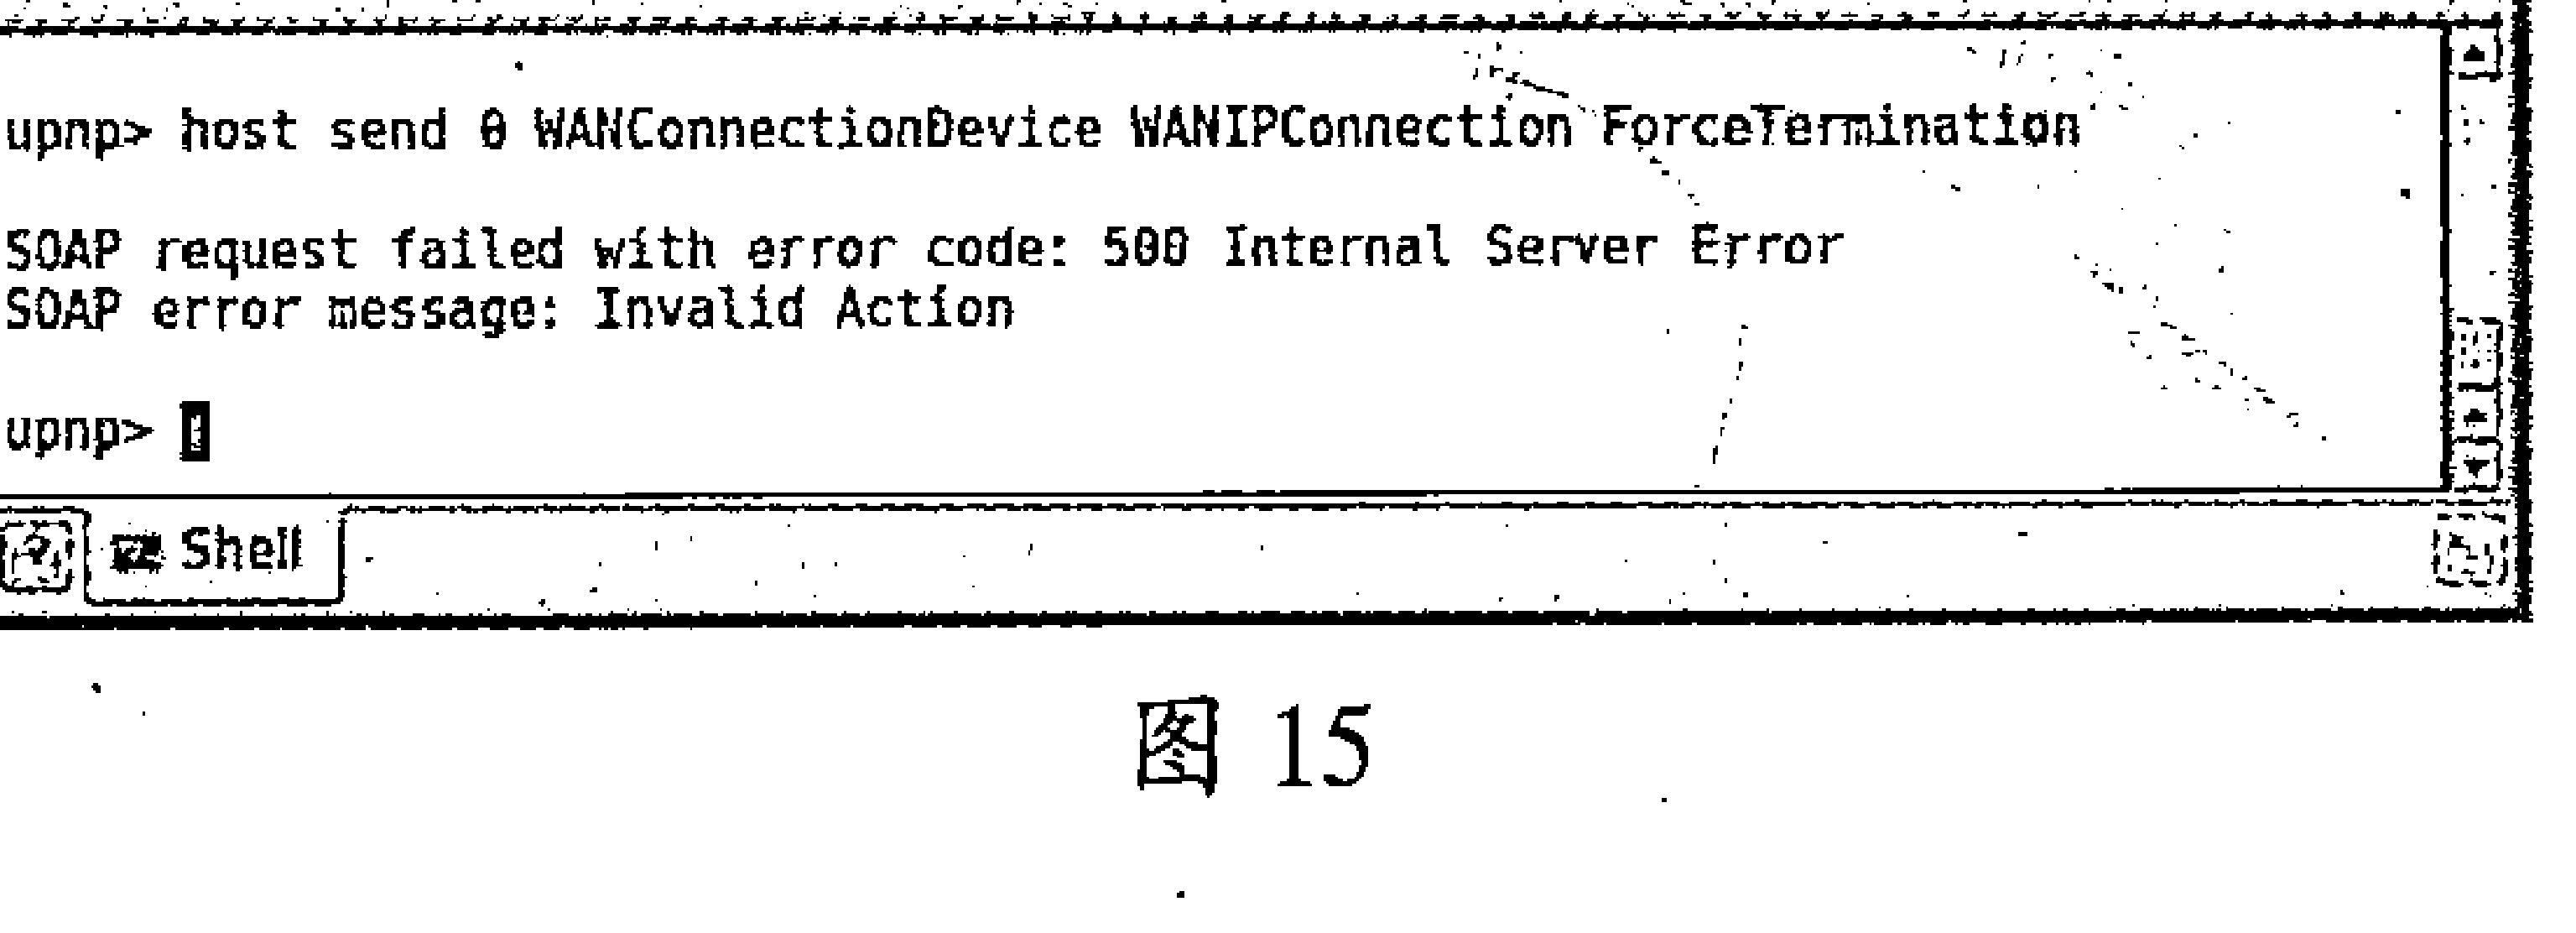 upnp> host send 0 WANConnectionDevice WANIPConnection ForceTermination
SOAP request failed with error code: 500 Internal Server Error
SOAP error message: Invalid Action
upnp>
Shell
图 15